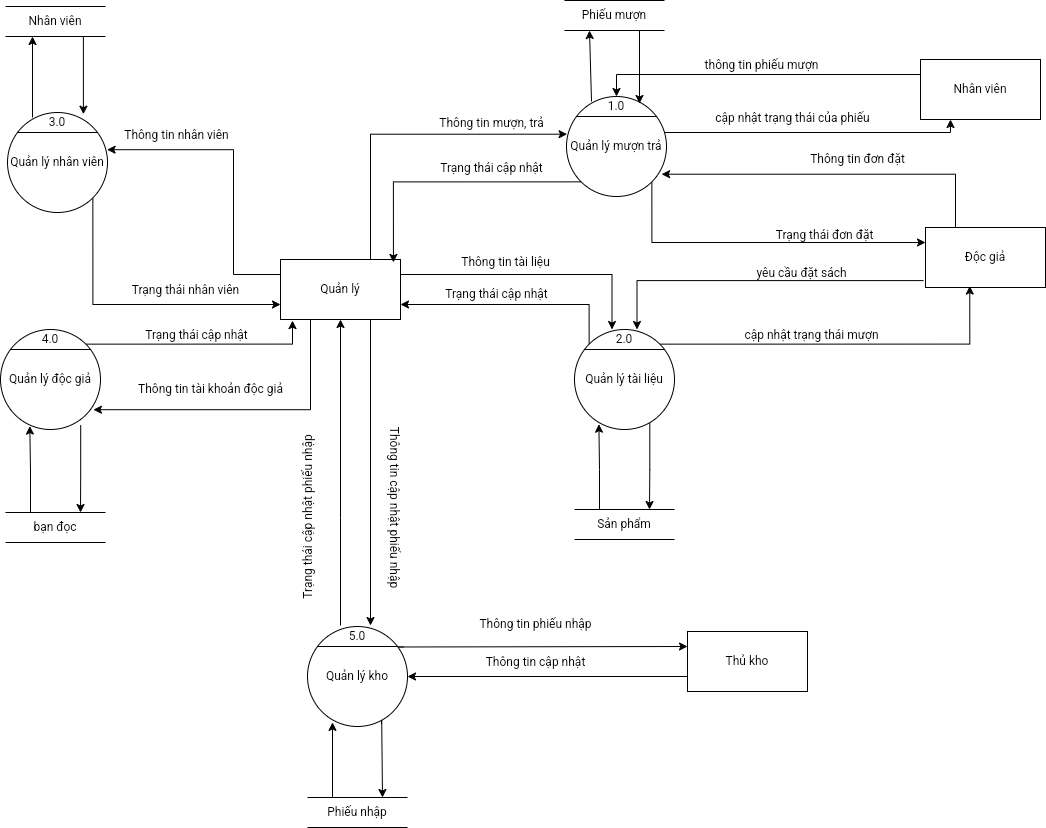 Nhân viên
Phiếu mượn
thông tin phiếu mượn
Nhân viên
3.0
1.0
Thông tin nhân viên
Thông tin mượn, trả
cập nhật trạng thái của phiếu
Quản lý nhân viên
Quản lý mượn trả
Trạng thái cập nhật
Thông tin đơn đặt
Trạng thái đơn đặt
Độc giả
Thông tin tài liệu
yêu cầu đặt sách
Trạng thái nhân viên
Quản lý
Trạng thái cập nhật
4.0
Trạng thái cập nhật
2.0
cập nhật trạng thái mượn
Quản lý độc giả
Thông tin tài khoản độc giả
Quản lý tài liệu
Trạng thái cập nhật phiếu nhập
Thông tin cập nhật phiếu nhập
bạn đọc
Sản phẩm
5.0
Thông tin phiếu nhập
Quản lý kho
Thông tin cập nhật
Thủ kho
Phiếu nhập